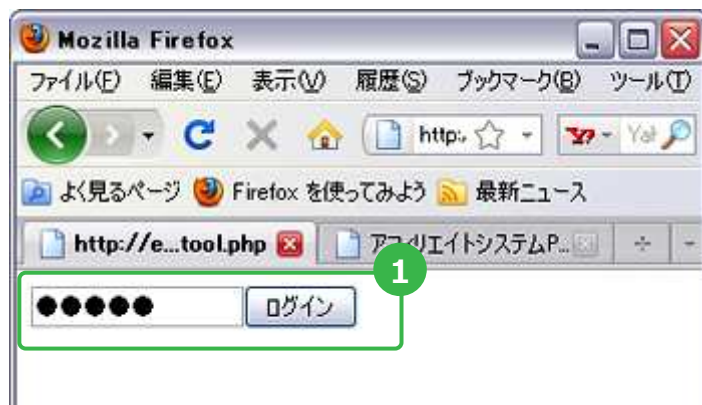 Mozilla Firefox
ファイル(F) 編集(E) 表示(V) 履歴(S) ブックマーク(B) ツール(T)
http:
よく見るページ Firefox を使ってみよう 最新ニュース
http://e...tool.php アフィリエイトシステムP...
1
●●●●● ログイン